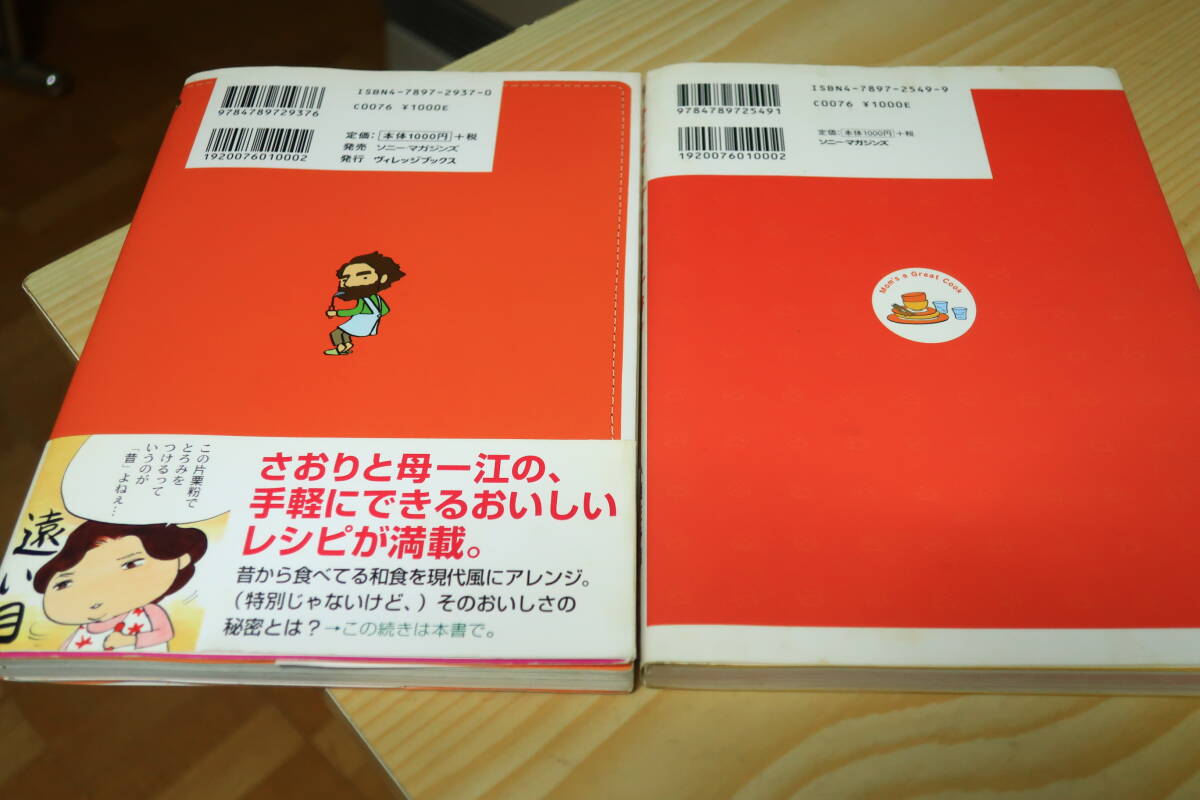 ISBN4-7897-2937-0
C0076 ¥1000E
9784789729376
1920076010002
定価：本体1000円＋税
発売 ソニー・マガジンズ
発行 ヴィレッジブックス
この片栗粉で
とろみを
つけるって
いうのが
「昔」よねぇ…
遠い目
さおりと母一江の、
手軽にできるおいしい
レシピが満載。
昔から食べてる和食を現代風にアレンジ。
（特別じゃないけど、）そのおいしさの
秘密とは？→この続きは本書で。
ISBN4-7897-2549-9
C0076 ¥1000E
9784789725491
1920076010002
定価：本体1000円＋税
ソニー・マガジンズ
Mom's a Great Cook